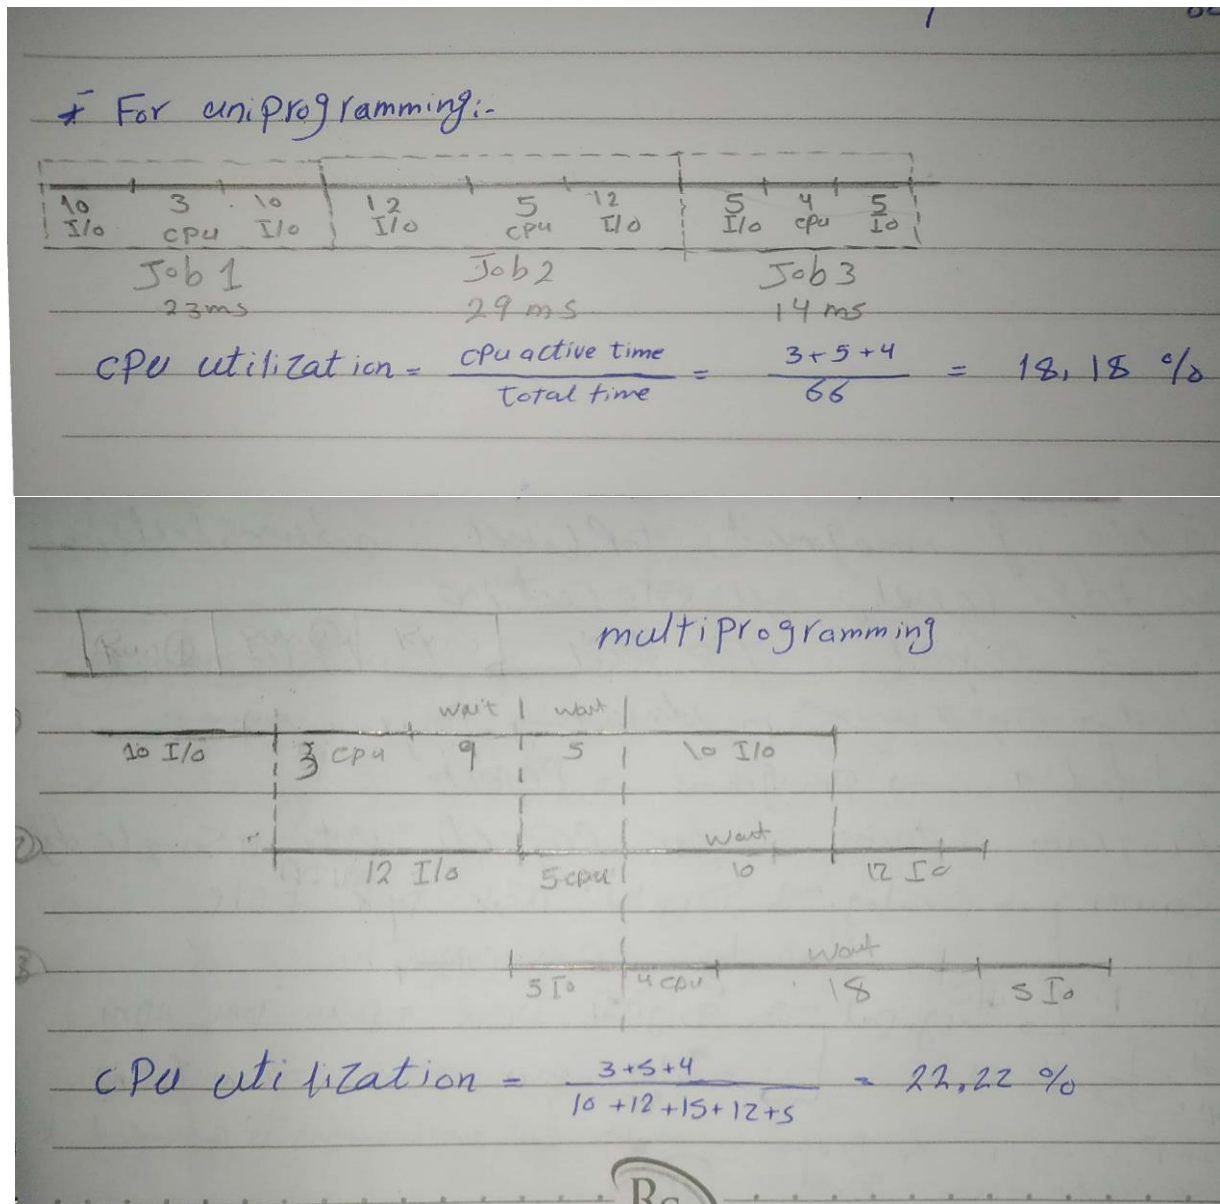 * For uniprogramming:-
10 3 10 12 5 12 5 4 5
I/o cpu I/o I/o cpu I/o I/o cpu Io
Job 1 Job 2 Job 3
23ms 29 ms 14 ms
CPU utilization = cpu active time / total time = 3+5+4 / 66 = 18,18 %
multiprogramming
wait wait
10 I/o 3 cpu 9 5 10 I/o
2 wait
12 I/o 5 cpu 10 12 Io
3 wait
5 Io 4 cpu 18 5 Io
CPU utilization = 3+5+4 / 10+12+15+12+5 = 22.22 %
Rc